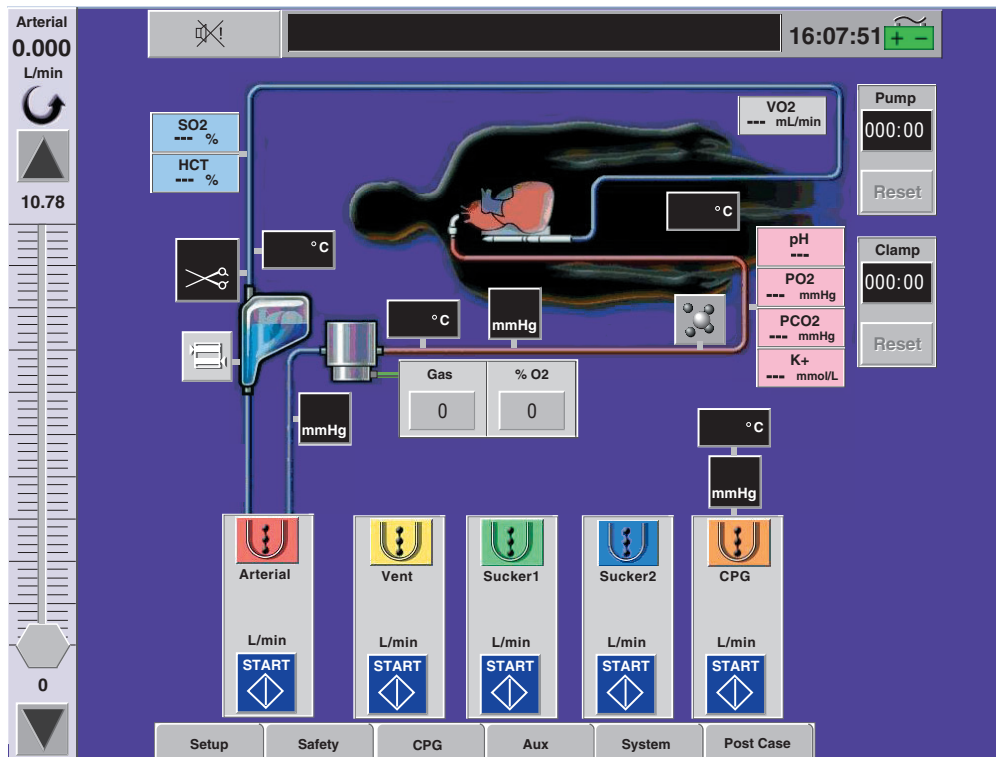 Arterial
0.000
L/min
10.78
0
!
16:07:51
+ −
SO2
--- %
HCT
--- %
VO2
--- mL/min
Pump
000:00
Reset
Clamp
000:00
Reset
°C
°C
pH
---
PO2
--- mmHg
PCO2
--- mmHg
K+
--- mmol/L
°C
mmHg
Gas
0
% O2
0
mmHg
°C
mmHg
Arterial
L/min
START
Vent
L/min
START
Sucker1
L/min
START
Sucker2
L/min
START
CPG
L/min
START
Setup
Safety
CPG
Aux
System
Post Case